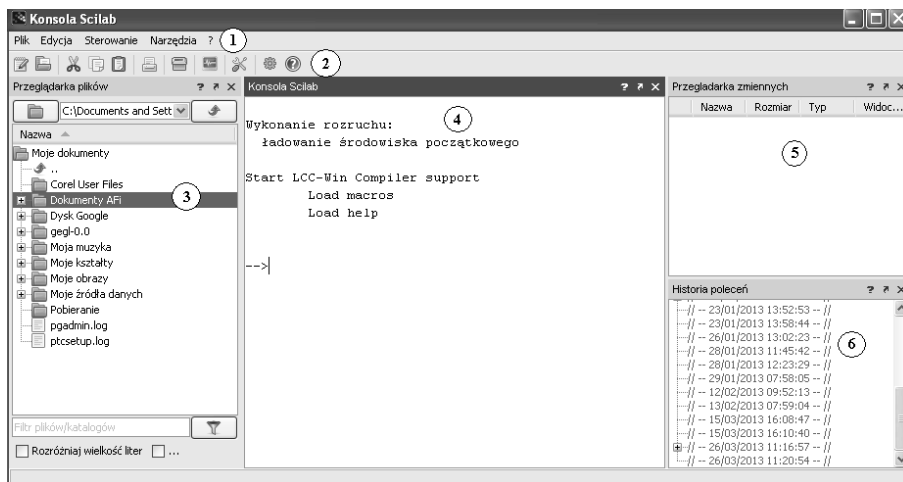 Konsola Scilab
Plik Edycja Sterowanie Narzędzia ? 1
2
Przeglądarka plików ?
C:\Documents and Sett
Nazwa
Moje dokumenty
..
Corel User Files
Dokumenty AFi 3
Dysk Google
gegl-0.0
Moja muzyka
Moje kształty
Moje obrazy
Moje źródła danych
Pobieranie
pgadmin.log
ptcsetup.log
Filtr plików/katalogów
Rozróżniaj wielkość liter ...
Konsola Scilab ?
4
Wykonanie rozruchu:
ładowanie środowiska początkowego
Start LCC-Win Compiler support
Load macros
Load help
-->
Przegladarka zmiennych ?
Nazwa Rozmiar Typ Widoc...
5
Historia poleceń ?
// -- 23/01/2013 13:52:53 -- //
// -- 23/01/2013 13:58:44 -- //
// -- 26/01/2013 13:02:23 -- //
6
// -- 28/01/2013 11:45:42 -- //
// -- 28/01/2013 12:23:29 -- //
// -- 29/01/2013 07:58:05 -- //
// -- 12/02/2013 09:52:13 -- //
// -- 13/02/2013 07:59:04 -- //
// -- 15/03/2013 16:08:47 -- //
// -- 15/03/2013 16:10:40 -- //
// -- 26/03/2013 11:16:57 -- //
// -- 26/03/2013 11:20:54 -- //